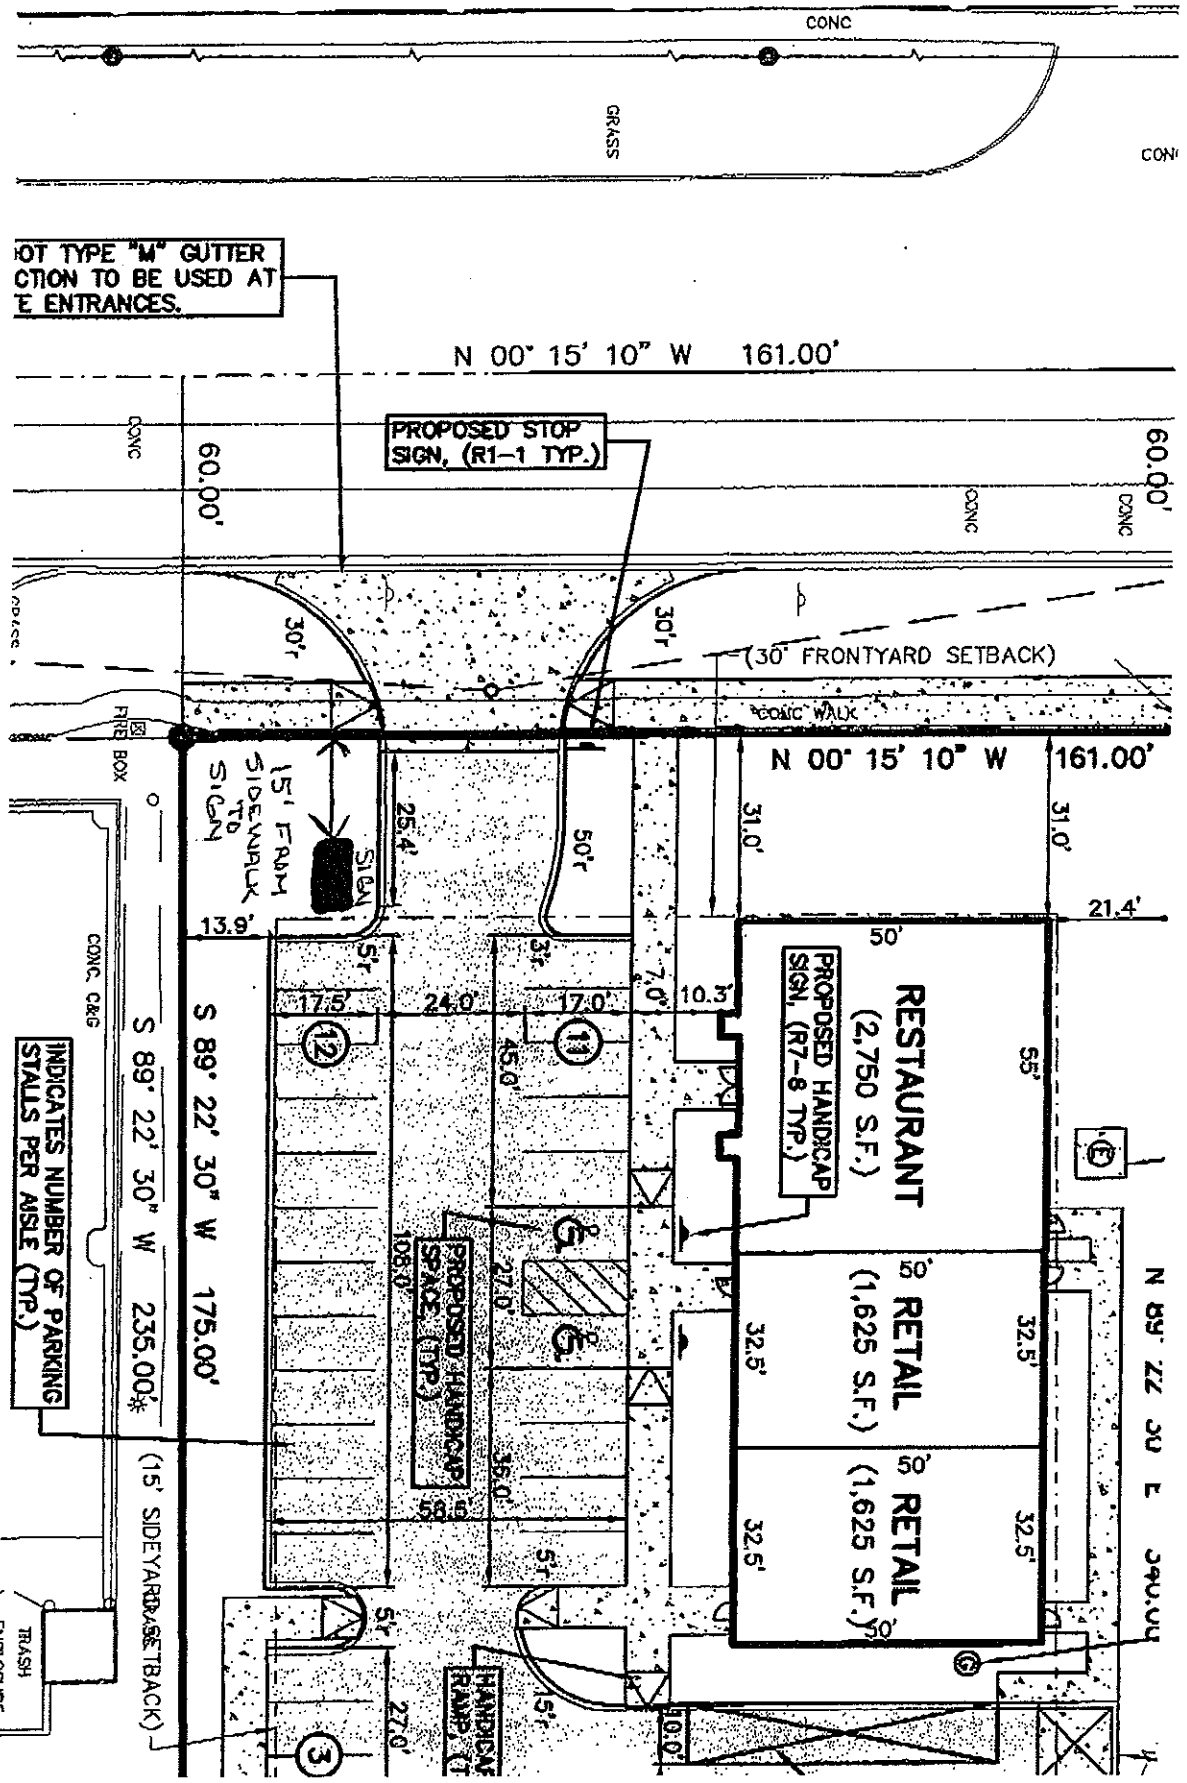 CONC
GRASS
OT TYPE "M" GUTTER
CTION TO BE USED AT
E ENTRANCES.
N 00° 15' 10" W 161.00'
CONC
60.00'
PROPOSED STOP
SIGN, (R1-1 TYP.)
60.00'
CONC
CONC
30'r
30'r
(30' FRONTYARD SETBACK)
CONC WALK
N 00° 15' 10" W 161.00'
FIRE BOX
15' FROM
SIDEWALK
TO
SIGN
SIGN
25.4'
50'r
31.0'
31.0'
21.4'
13.9'
5'r
3'r
7.0'
10.3'
17.5'
24.0'
17.0'
12
11
45.0'
50'
PROPOSED HANDICAP
SIGN, (R7-8 TYP.)
RESTAURANT
(2,750 S.F.)
55'
E
CONC. C&G
S 89° 22' 30" W 175.00'
S 89° 22' 30" W 235.00'
INDICATES NUMBER OF PARKING
STALLS PER AISLE (TYP.)
108.0'
PROPOSED HANDICAP
SPACE, (TYP.)
27.0'
36.0'
58.5'
50'
RETAIL
(1,625 S.F.)
32.5'
32.5'
50'
RETAIL
(1,625 S.F.)
32.5'
32.5'
50'
(15' SIDEYARD SETBACK)
5'r
5'r
15'r
HANDICAP
RAMP, (T
27.0'
3
10.0'
G
TRASH